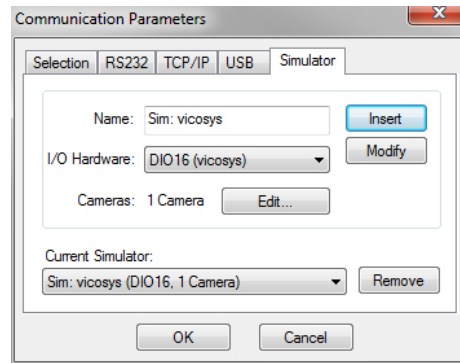 Communication Parameters
Selection RS232 TCP/IP USB Simulator
Name: Sim: vicosys Insert
I/O Hardware: DIO16 (vicosys) Modify
Cameras: 1 Camera Edit...
Current Simulator:
Sim: vicosys (DIO16, 1 Camera) Remove
OK Cancel